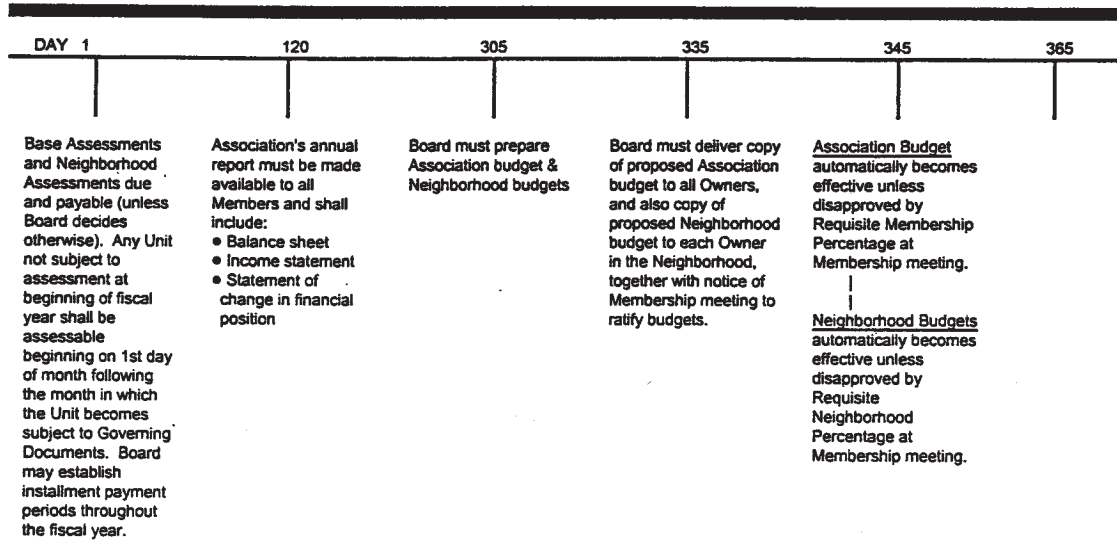 DAY 1 120 305 335 345 365
Base Assessments
and Neighborhood
Assessments due
and payable (unless
Board decides
otherwise). Any Unit
not subject to
assessment at
beginning of fiscal
year shall be
assessable
beginning on 1st day
of month following
the month in which
the Unit becomes
subject to Governing
Documents. Board
may establish
installment payment
periods throughout
the fiscal year.
Association's annual
report must be made
available to all
Members and shall
include:
• Balance sheet
• Income statement
• Statement of
change in financial
position
Board must prepare
Association budget &
Neighborhood budgets
Board must deliver copy
of proposed Association
budget to all Owners,
and also copy of
proposed Neighborhood
budget to each Owner
in the Neighborhood,
together with notice of
Membership meeting to
ratify budgets.
Association Budget
automatically becomes
effective unless
disapproved by
Requisite Membership
Percentage at
Membership meeting.
Neighborhood Budgets
automatically becomes
effective unless
disapproved by
Requisite
Neighborhood
Percentage at
Membership meeting.